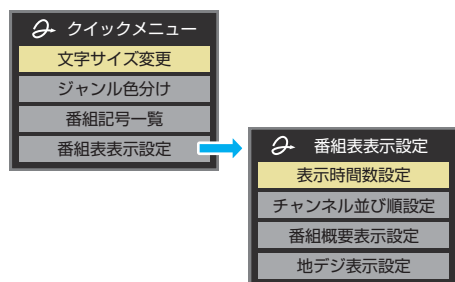 クイックメニュー
文字サイズ変更
ジャンル色分け
番組記号一覧
番組表表示設定
番組表表示設定
表示時間数設定
チャンネル並び順設定
番組概要表示設定
地デジ表示設定